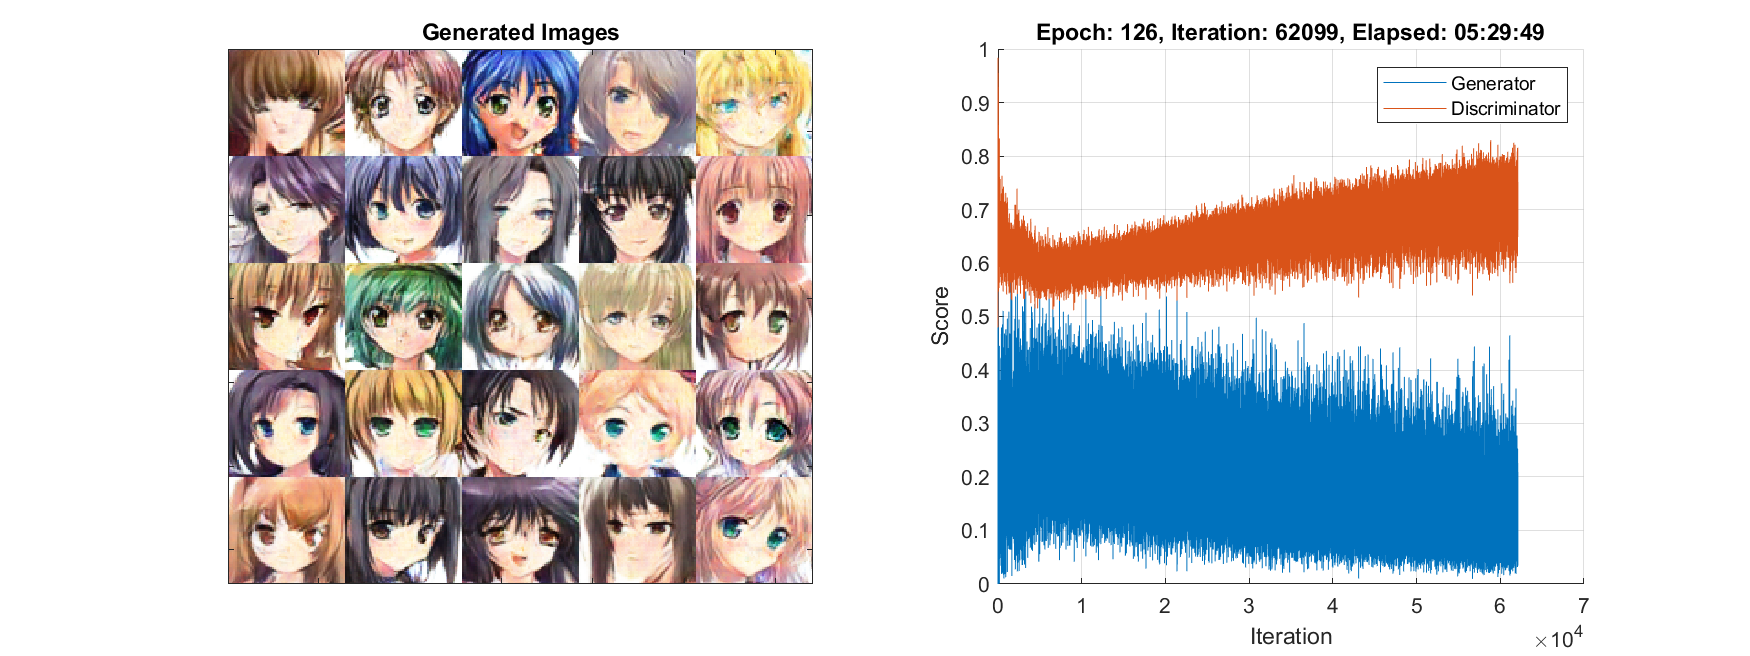 Generated Images
Epoch: 126, Iteration: 62099, Elapsed: 05:29:49
Generator
Discriminator
1
0.9
0.8
0.7
0.6
0.5
0.4
0.3
0.2
0.1
0
Score
0 1 2 3 4 5 6 7
Iteration
×10⁴